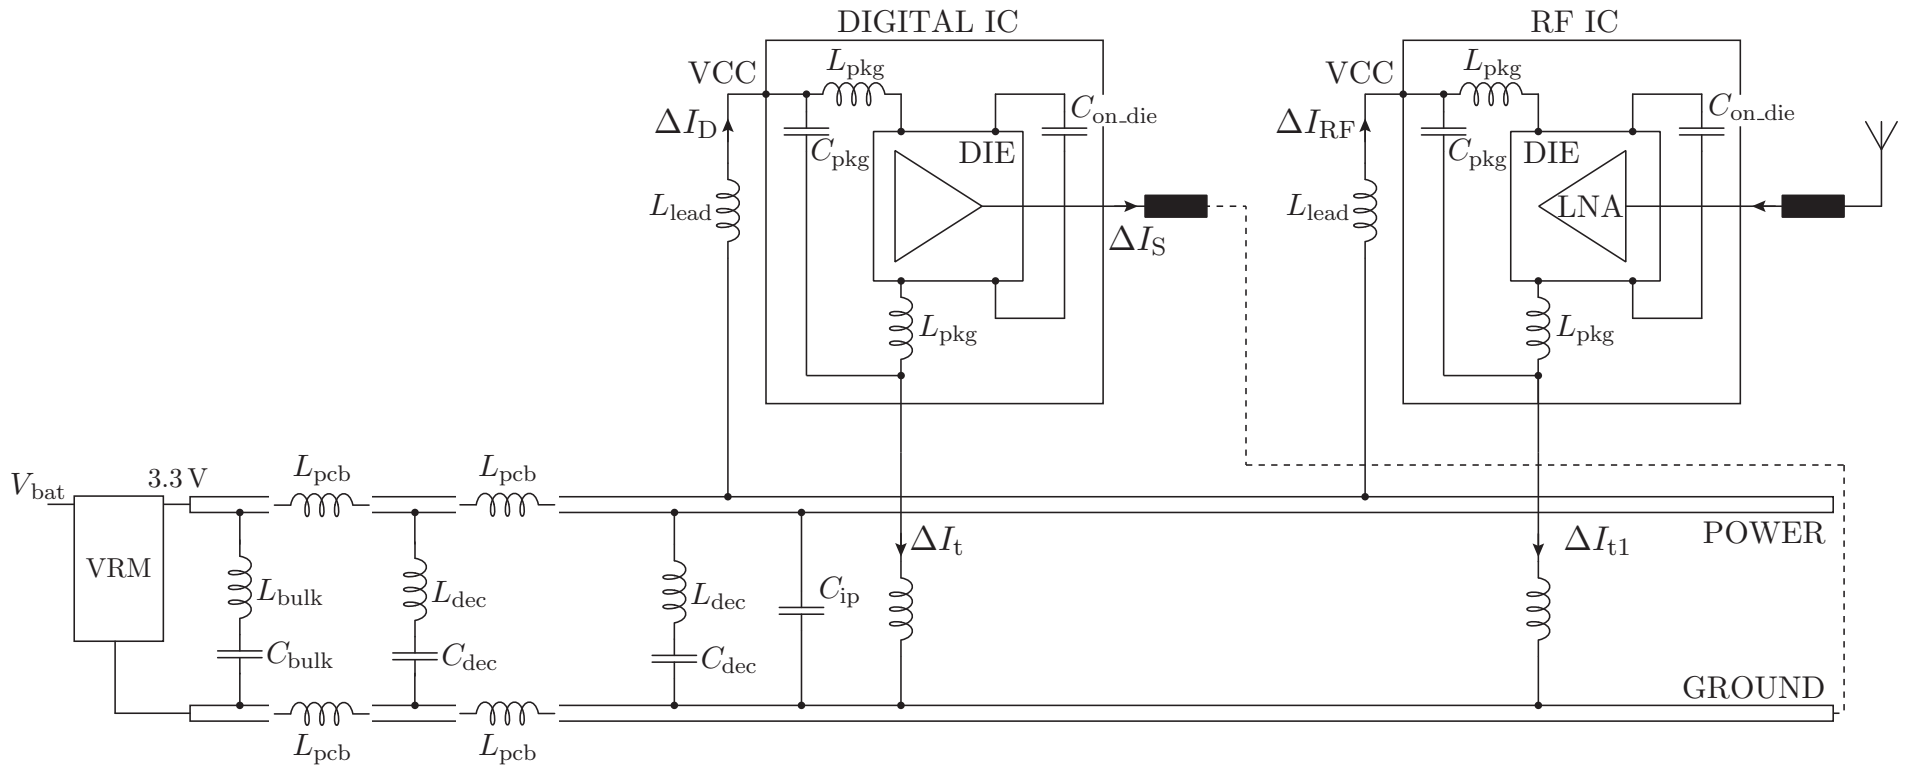 DIGITAL IC
RF IC
VCC
L_pkg
VCC
L_pkg
ΔI_D
C_on_die
ΔI_RF
C_on_die
C_pkg
DIE
C_pkg
DIE
L_lead
L_lead
LNA
ΔI_S
L_pkg
L_pkg
V_bat
3.3 V
L_pcb
L_pcb
POWER
VRM
L_bulk
L_dec
L_dec
C_ip
ΔI_t
ΔI_t1
C_bulk
C_dec
C_dec
GROUND
L_pcb
L_pcb